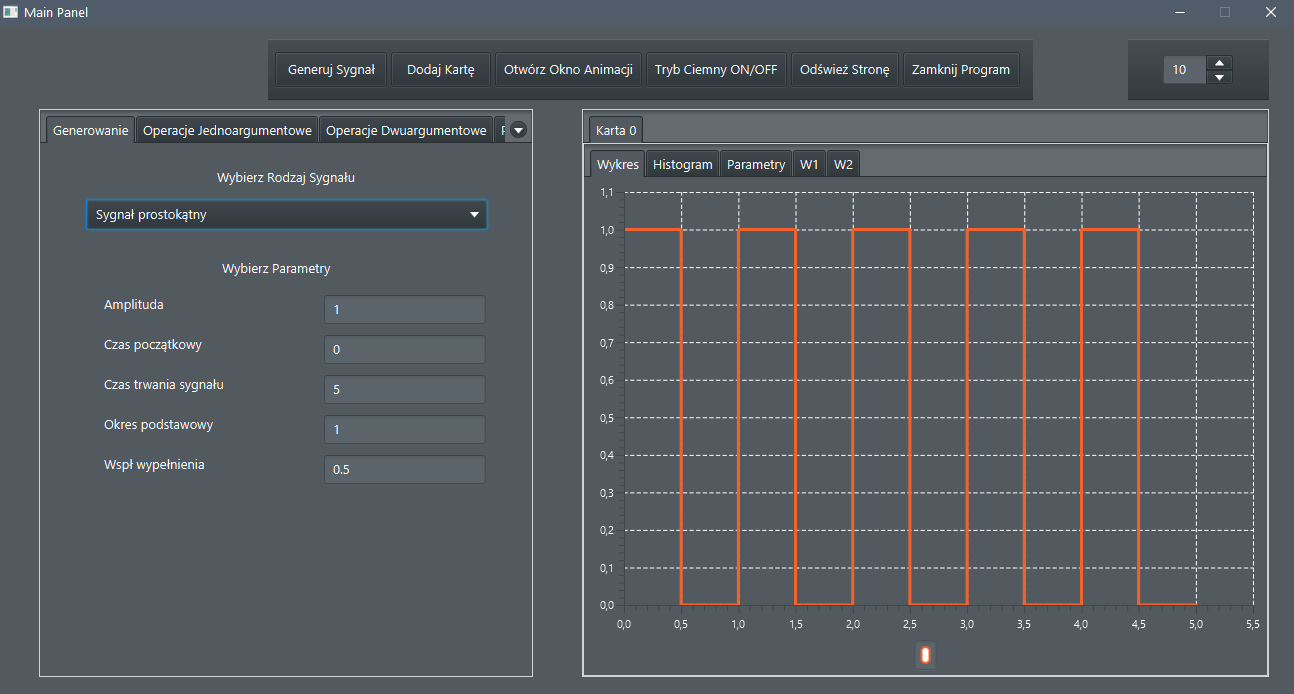 Main Panel
Generuj Sygnał Dodaj Kartę Otwórz Okno Animacji Tryb Ciemny ON/OFF Odśwież Stronę Zamknij Program 10
Generowanie Operacje Jednoargumentowe Operacje Dwuargumentowe
Wybierz Rodzaj Sygnału
Sygnał prostokątny
Wybierz Parametry
Amplituda 1
Czas początkowy 0
Czas trwania sygnału 5
Okres podstawowy 1
Wspł wypełnienia 0.5
Karta 0
Wykres Histogram Parametry W1 W2
1,1
1,0
0,9
0,8
0,7
0,6
0,5
0,4
0,3
0,2
0,1
0,0
0,0 0,5 1,0 1,5 2,0 2,5 3,0 3,5 4,0 4,5 5,0 5,5